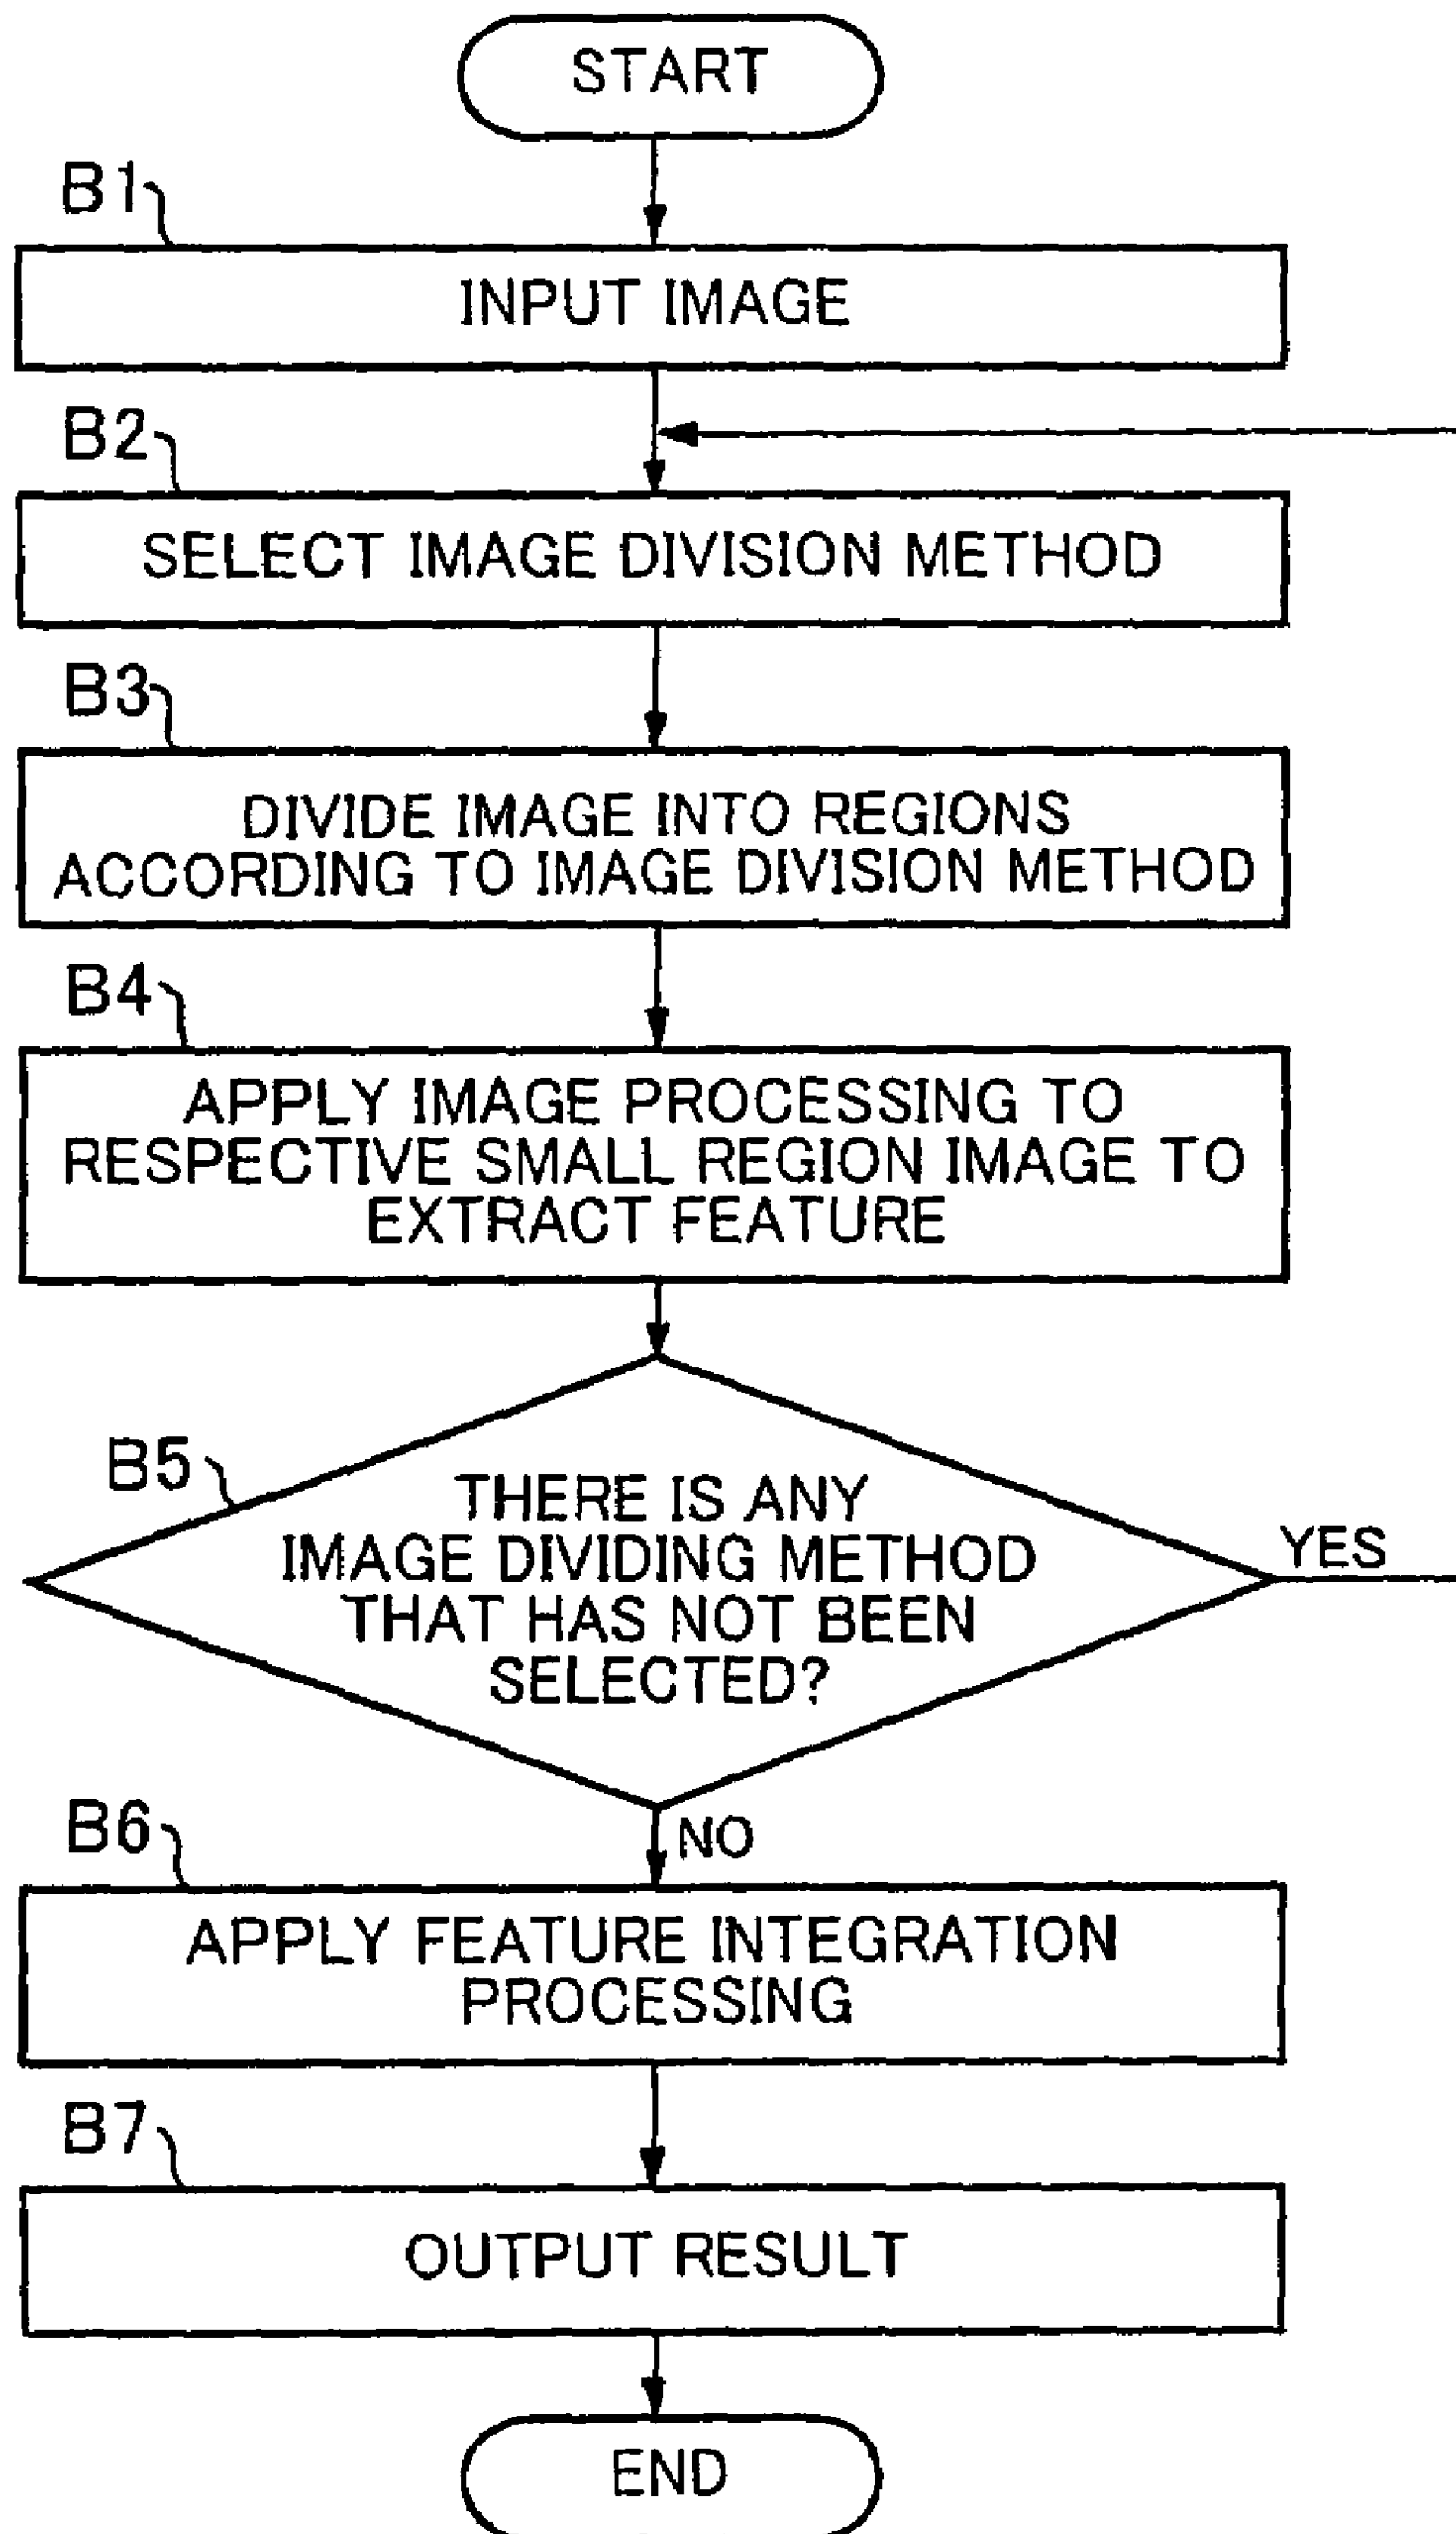 START
B1
INPUT IMAGE
B2
SELECT IMAGE DIVISION METHOD
B3
DIVIDE IMAGE INTO REGIONS
ACCORDING TO IMAGE DIVISION METHOD
B4
APPLY IMAGE PROCESSING TO
RESPECTIVE SMALL REGION IMAGE TO
EXTRACT FEATURE
B5
THERE IS ANY
IMAGE DIVIDING METHOD
THAT HAS NOT BEEN
SELECTED?
YES
NO
B6
APPLY FEATURE INTEGRATION
PROCESSING
B7
OUTPUT RESULT
END